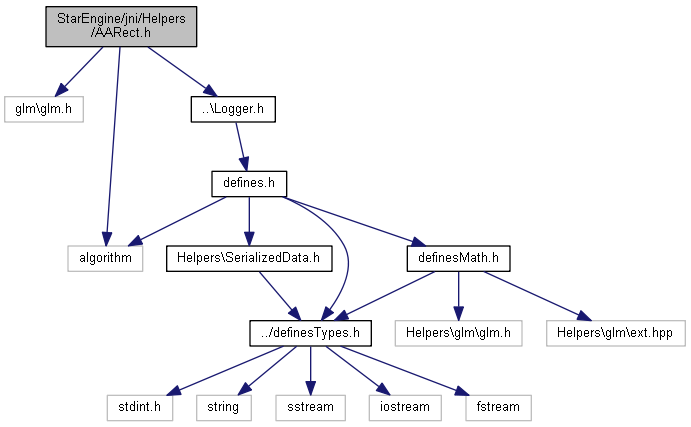 StarEngine/jni/Helpers
/AARect.h
glm\glm.h
..\Logger.h
defines.h
algorithm
Helpers\SerializedData.h
definesMath.h
../definesTypes.h
Helpers\glm\glm.h
Helpers\glm\ext.hpp
stdint.h
string
sstream
iostream
fstream